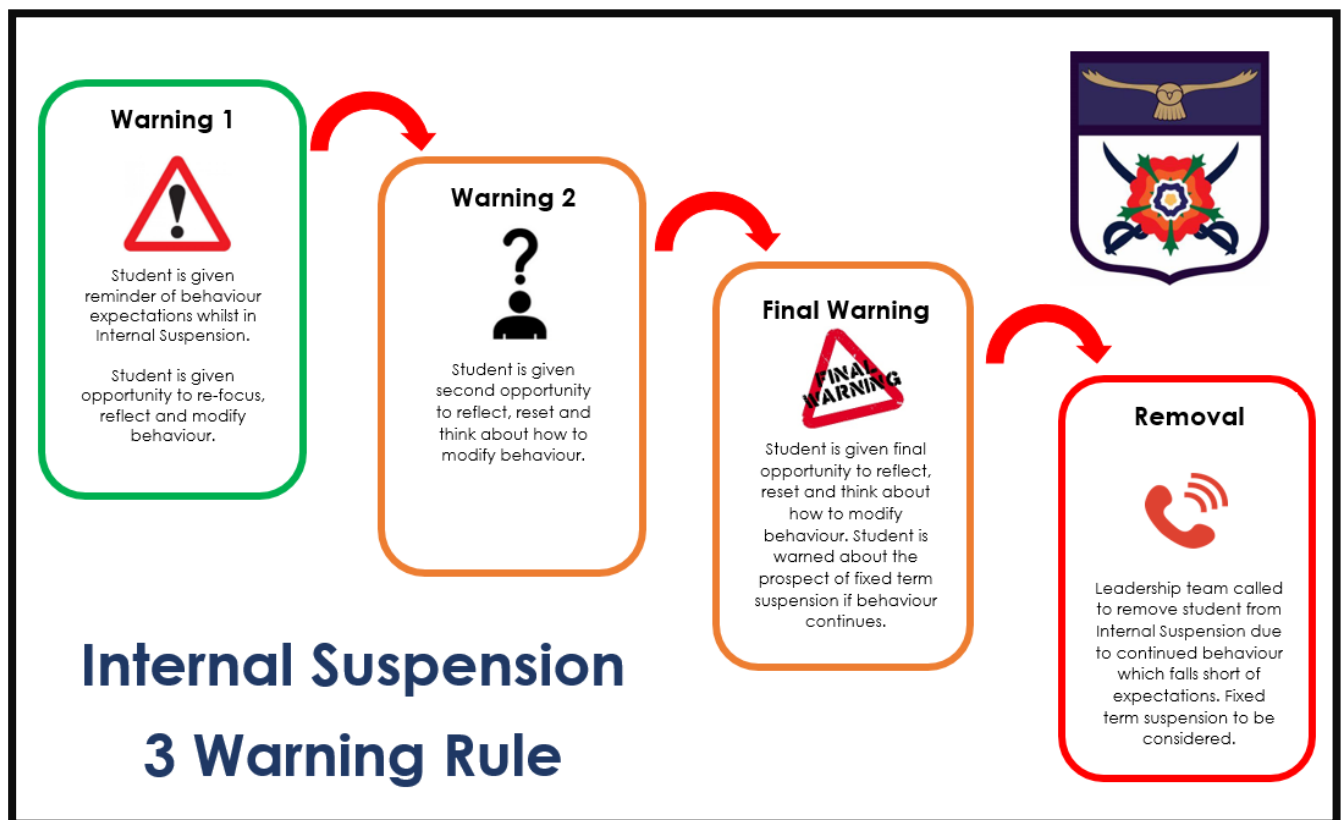 Warning 1
Student is given
reminder of behaviour
expectations whilst in
Internal Suspension.
Student is given
opportunity to re-focus,
reflect and modify
behaviour.
Warning 2
Student is given
second opportunity
to reflect, reset and
think about how to
modify behaviour.
Final Warning
FINAL
WARNING
Student is given final
opportunity to reflect,
reset and think about
how to modify
behaviour. Student is
warned about the
prospect of fixed term
suspension if behaviour
continues.
Removal
Leadership team called
to remove student from
Internal Suspension due
to continued behaviour
which falls short of
expectations. Fixed
term suspension to be
considered.
Internal Suspension
3 Warning Rule